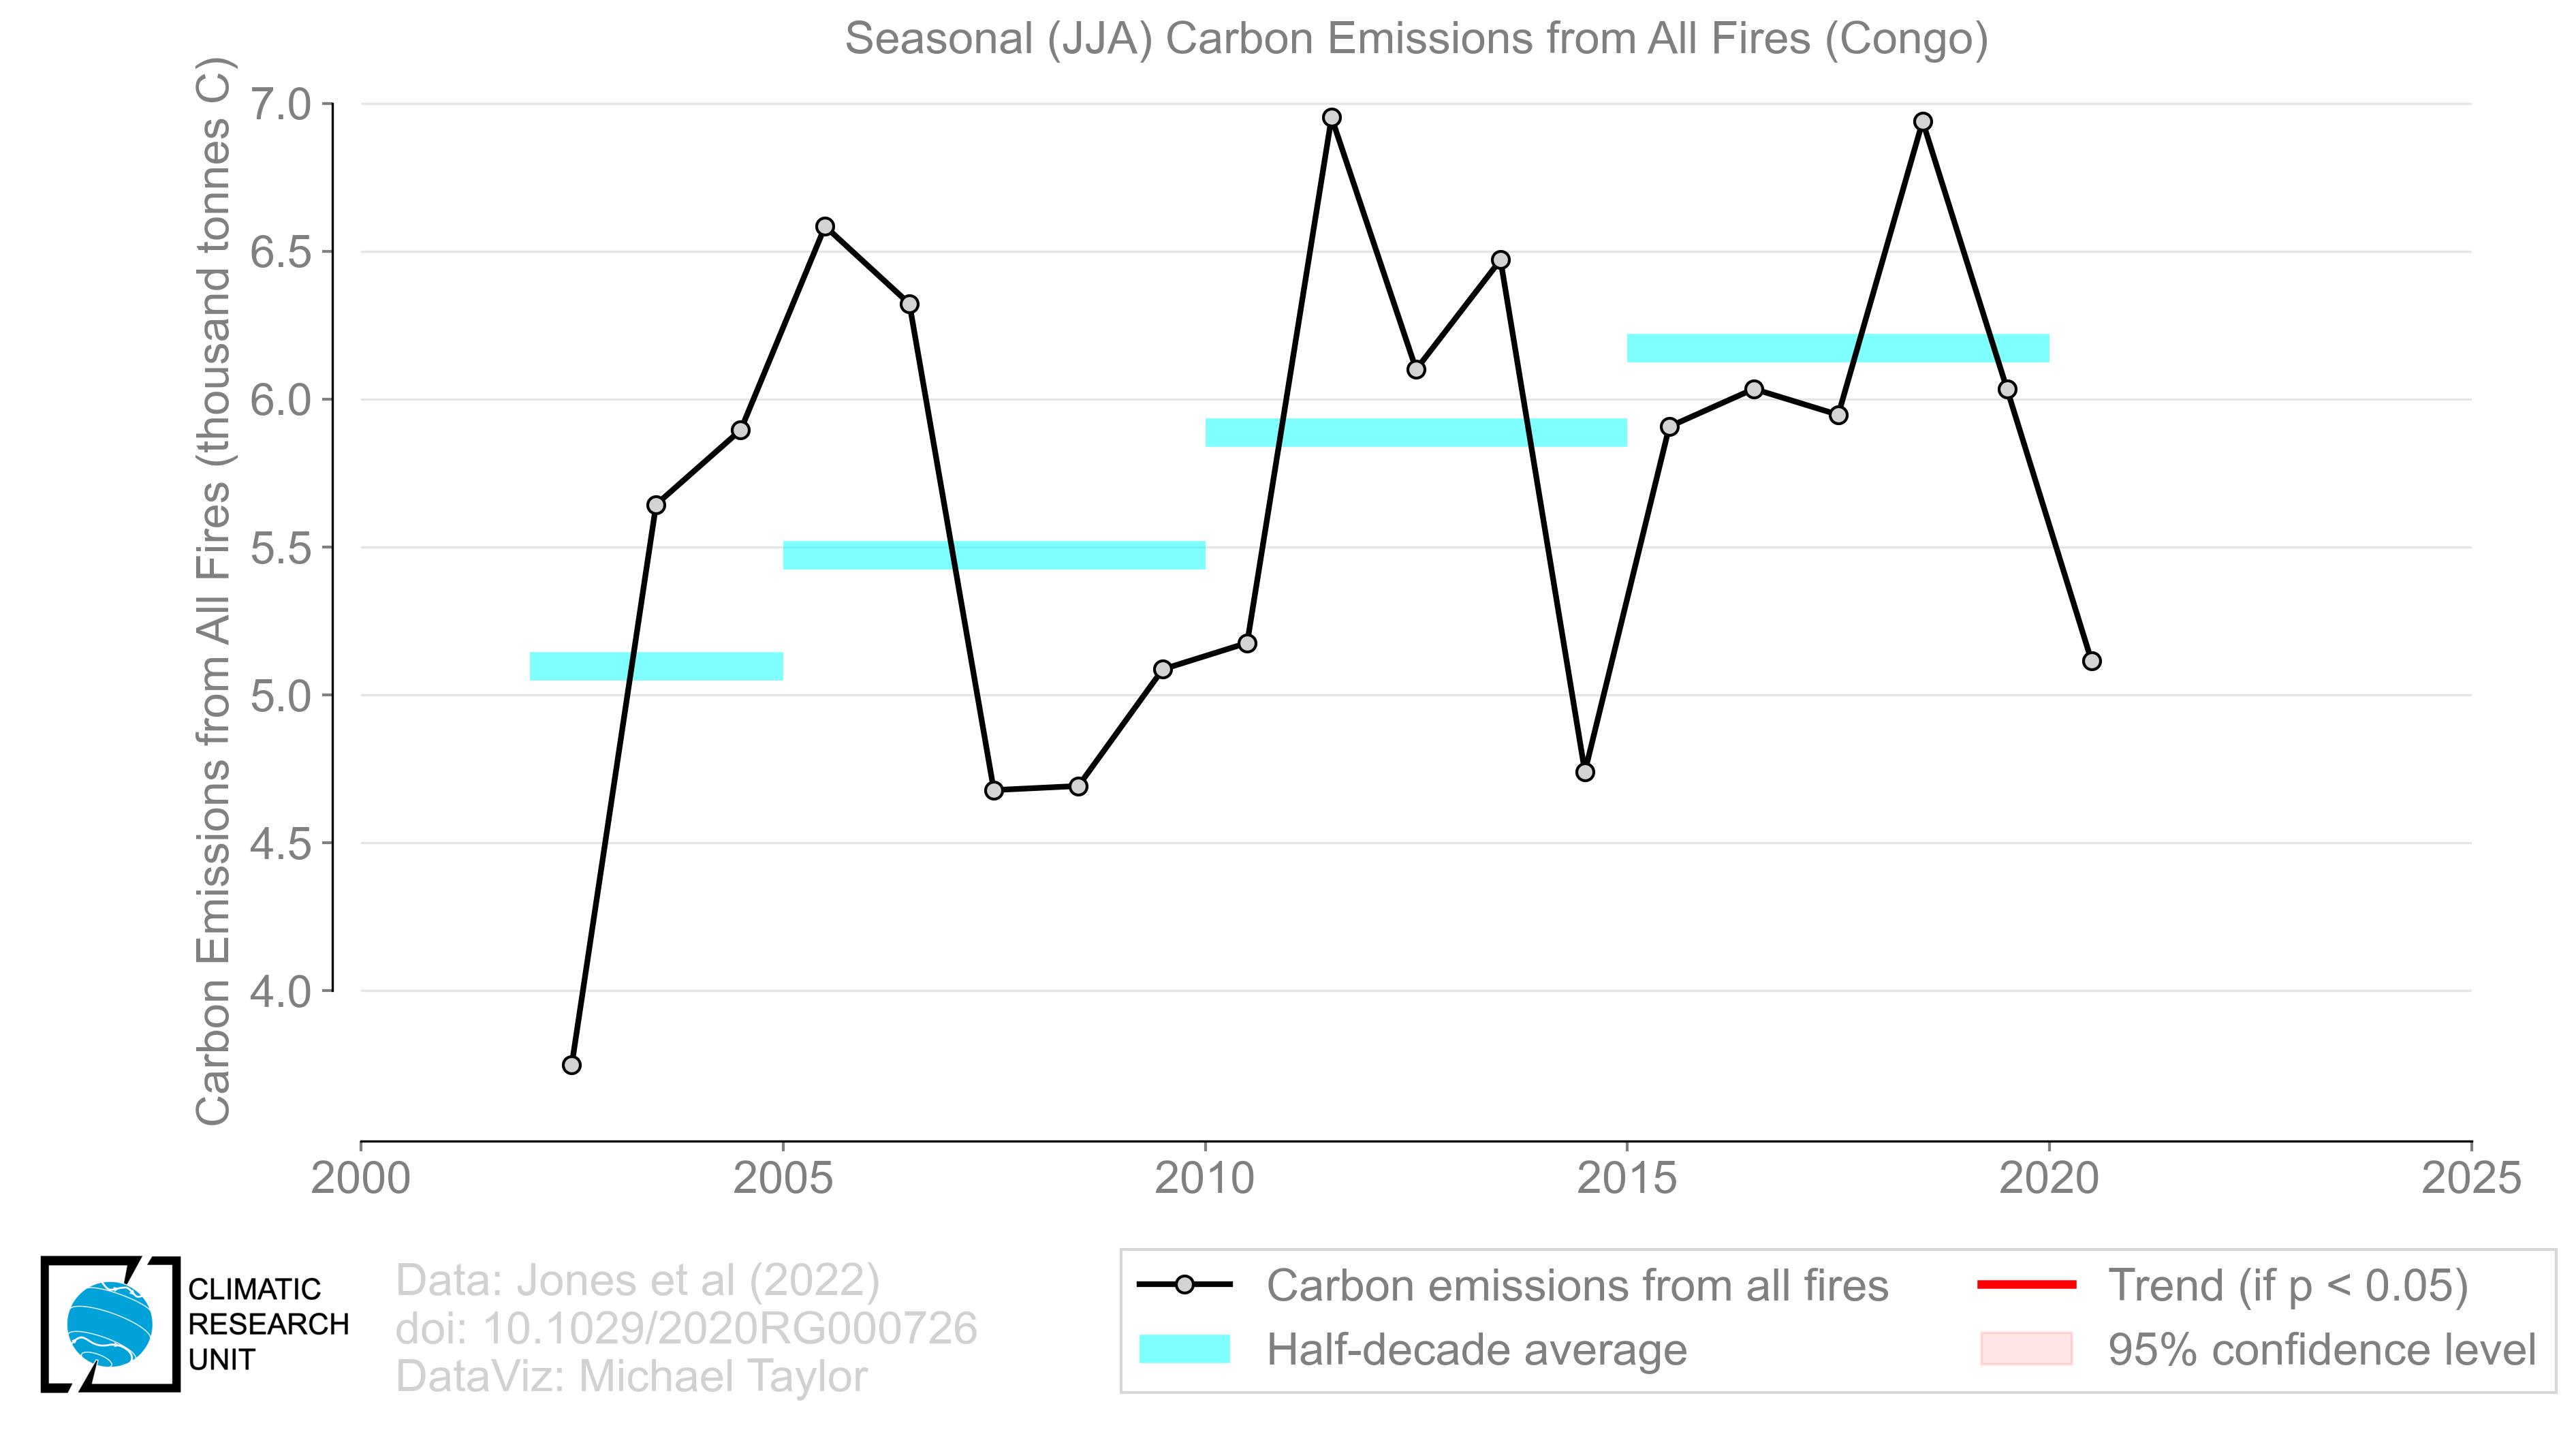 Seasonal (JJA) Carbon Emissions from All Fires (Congo)
Carbon Emissions from All Fires (thousand tonnes C)
7.0
6.5
6.0
5.5
5.0
4.5
4.0
2000 2005 2010 2015 2020 2025
CLIMATIC
RESEARCH
UNIT
Data: Jones et al (2022)
doi: 10.1029/2020RG000726
DataViz: Michael Taylor
Carbon emissions from all fires
Half-decade average
Trend (if p < 0.05)
95% confidence level